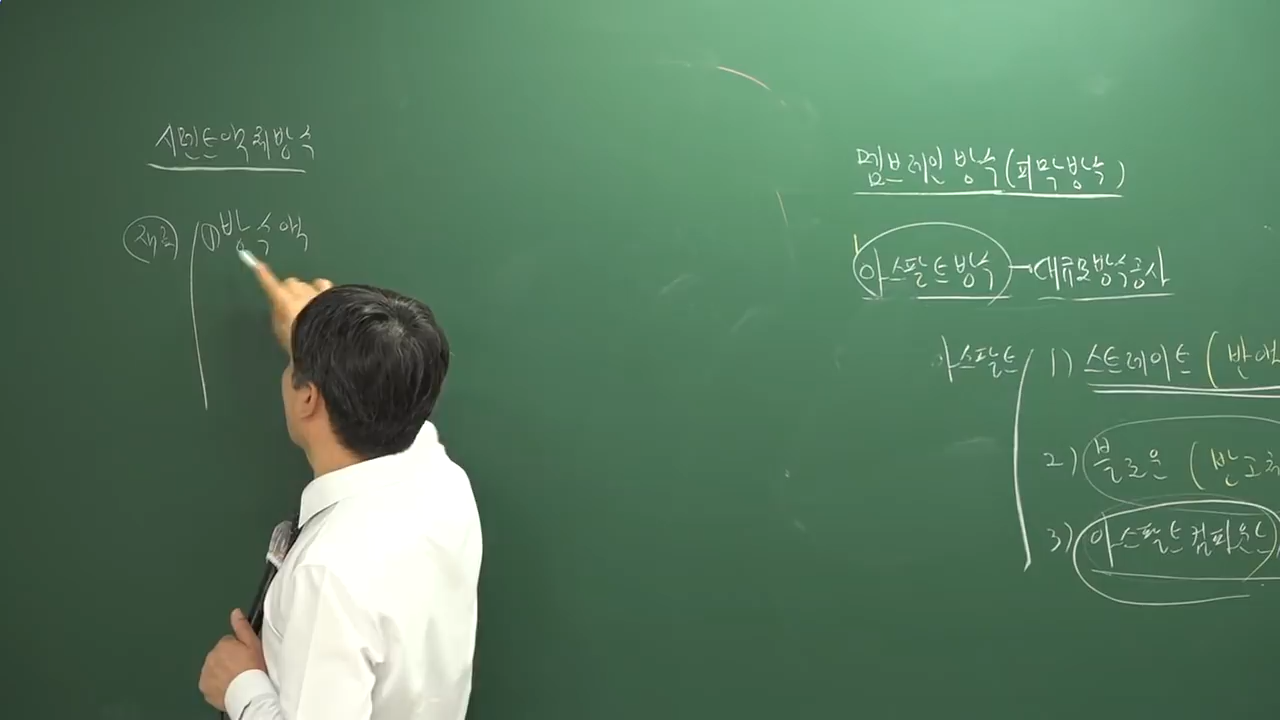 시멘트액체방식
재료
① 방수액
멤브레인 방수(피막방수)
아스팔트방수 - 대규모방수공사
아스팔트
1) 스트레이트 (반액
2) 블로운 (반고체
3) 아스팔트컴파운드